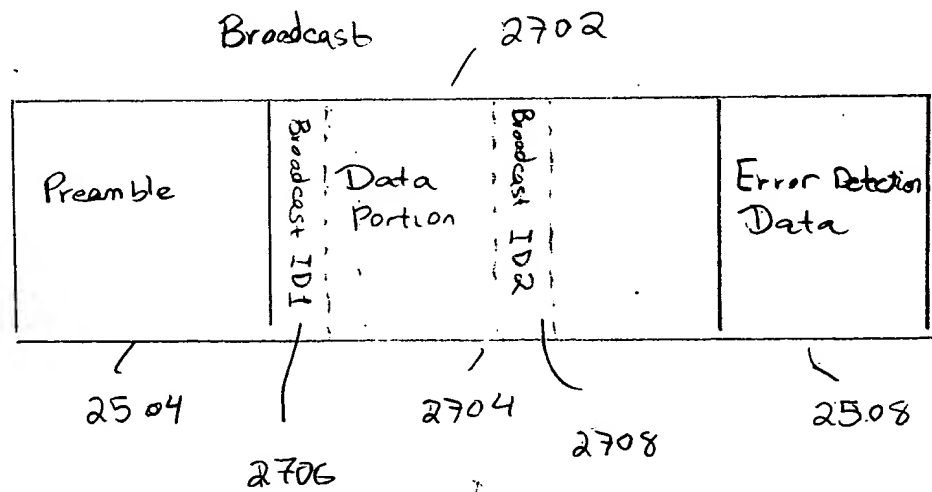 Broadcast 2702
Preamble
Broadcast ID1
Data
Portion
Broadcast ID2
Error Detection
Data
2504
2706
2704
2708
2508